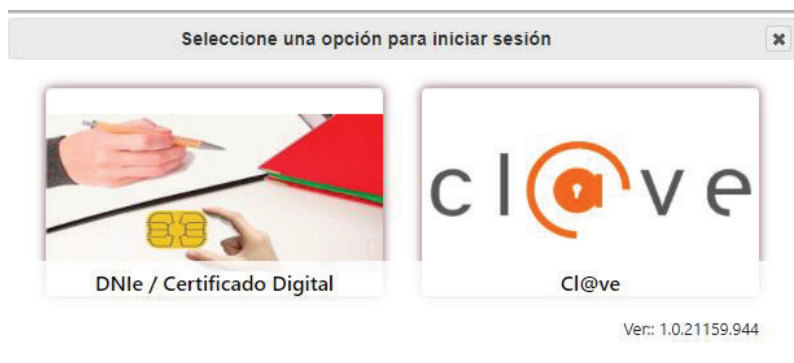 Seleccione una opción para iniciar sesión
cl@ve
DNIe / Certificado Digital
Cl@ve
Ver:: 1.0.21159.944